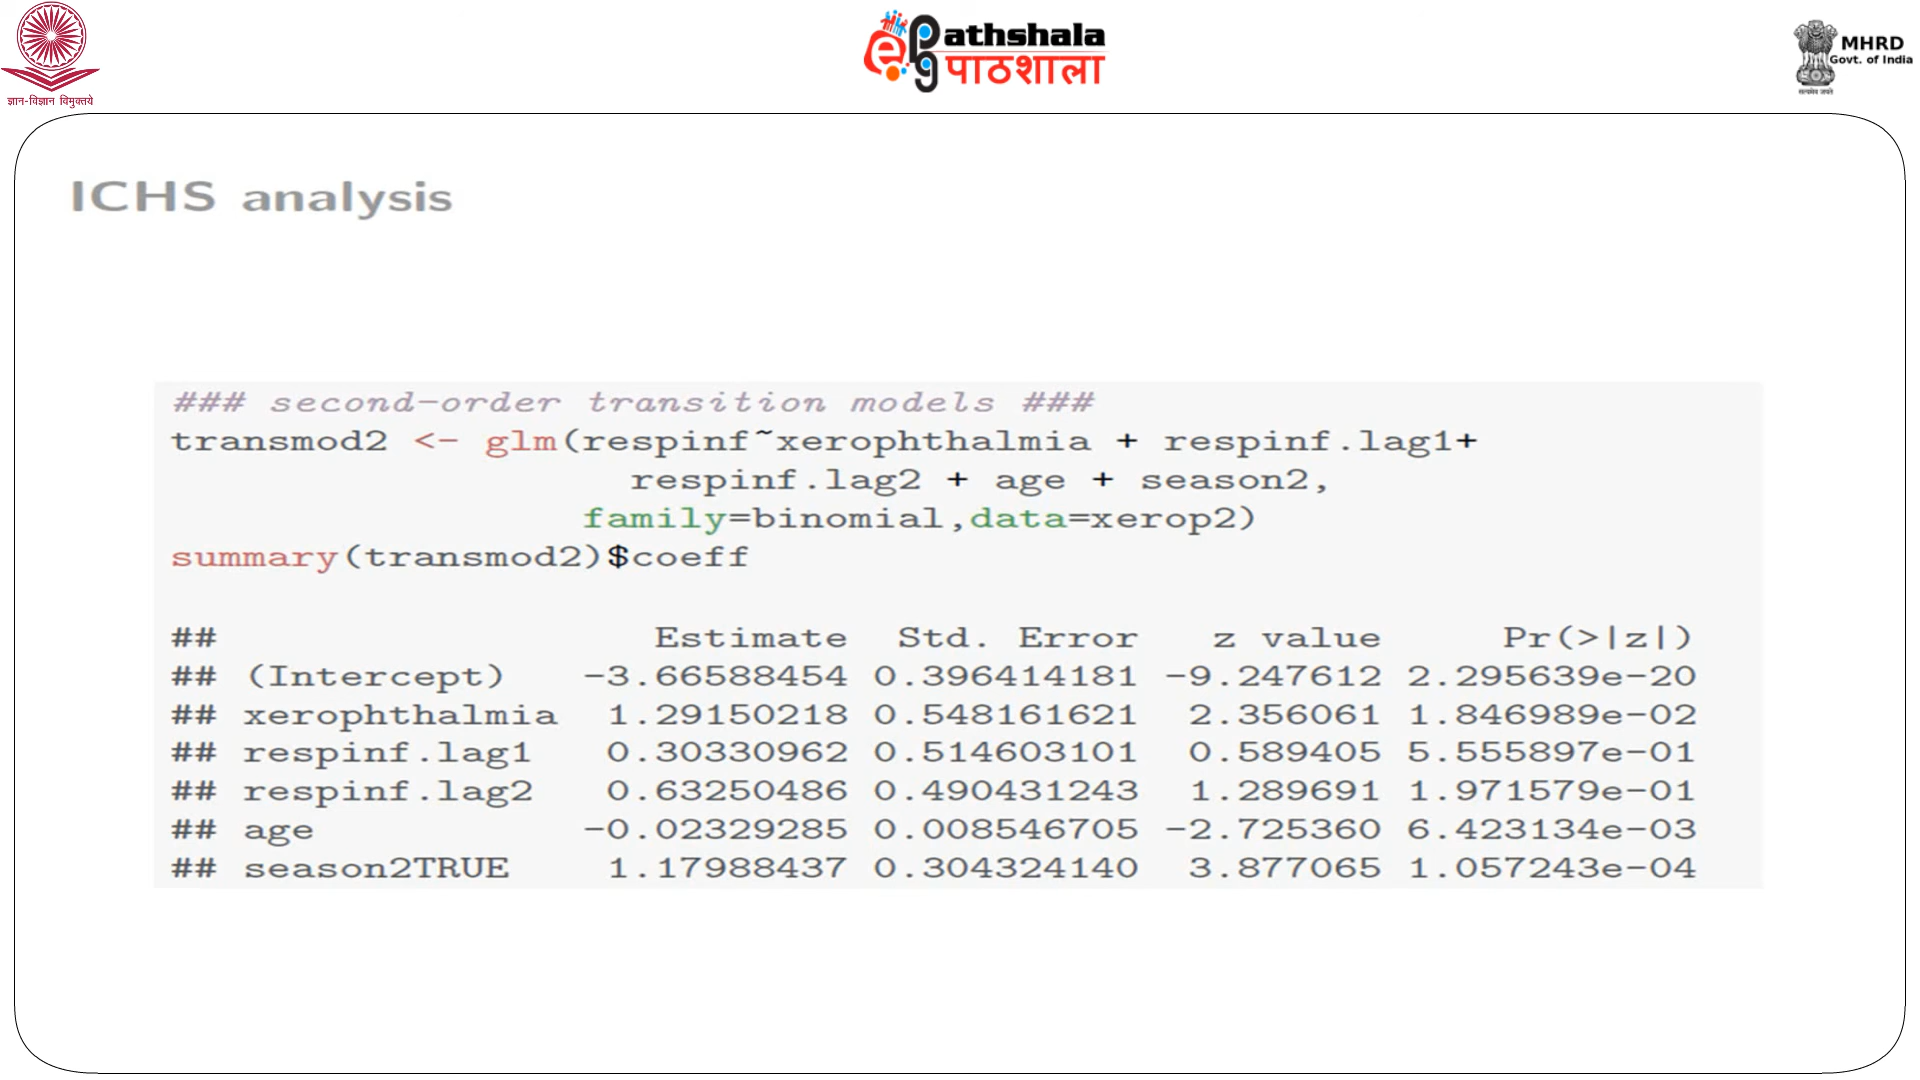 ज्ञान-विज्ञान विमुक्तये
ePathshala
पाठशाला
MHRD
Govt. of India
सत्यमेव जयते
ICHS analysis
### second-order transition models ###
transmod2 <- glm(respinf~xerophthalmia + respinf.lag1+
respinf.lag2 + age + season2,
family=binomial,data=xerop2)
summary(transmod2)$coeff
## Estimate Std. Error z value Pr(>|z|)
## (Intercept) -3.66588454 0.396414181 -9.247612 2.295639e-20
## xerophthalmia 1.29150218 0.548161621 2.356061 1.846989e-02
## respinf.lag1 0.30330962 0.514603101 0.589405 5.555897e-01
## respinf.lag2 0.63250486 0.490431243 1.289691 1.971579e-01
## age -0.02329285 0.008546705 -2.725360 6.423134e-03
## season2TRUE 1.17988437 0.304324140 3.877065 1.057243e-04